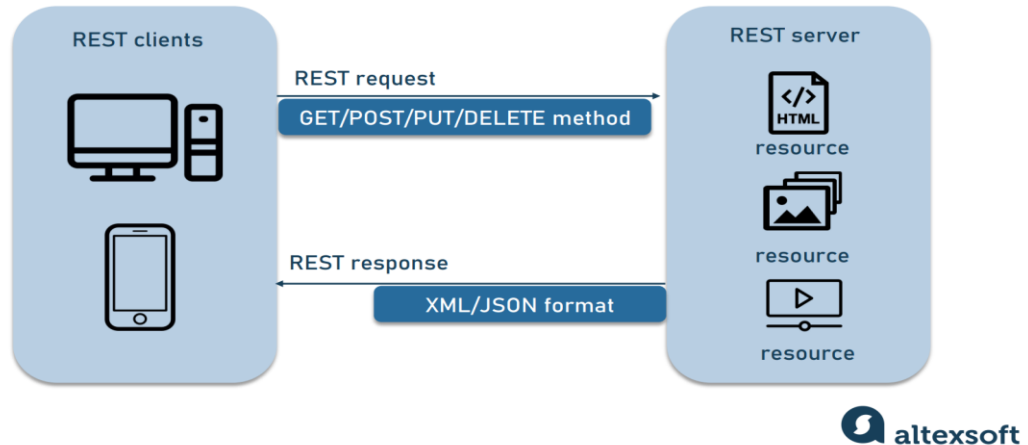 REST clients
REST request
GET/POST/PUT/DELETE method
REST response
XML/JSON format
REST server
</>
HTML
resource
resource
resource
altexsoft